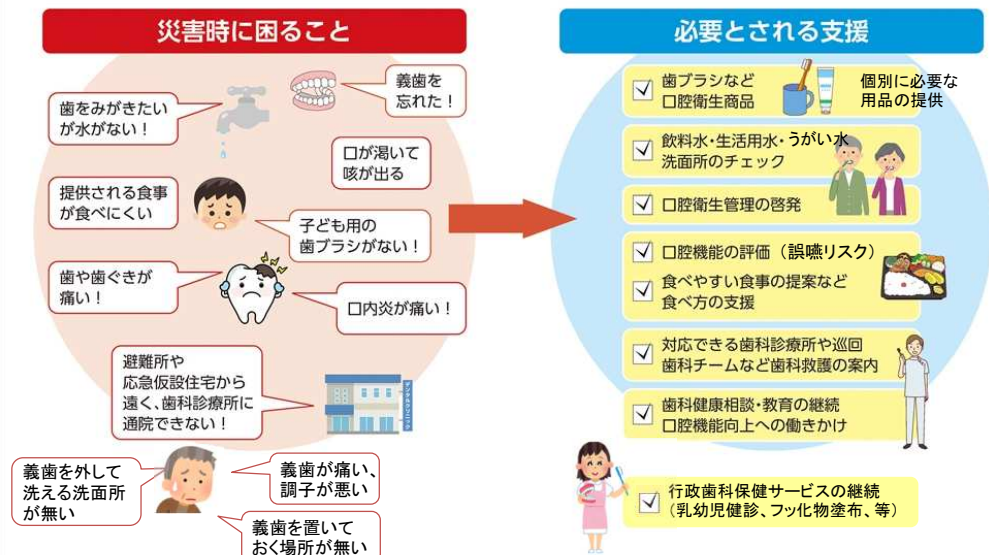 災害時に困ること
歯をみがきたい
が水がない！
義歯を
忘れた！
口が渇いて
咳が出る
提供される食事
が食べにくい
子ども用の
歯ブラシがない！
歯や歯ぐきが
痛い！
口内炎が痛い！
避難所や
応急仮設住宅から
遠く、歯科診療所に
通院できない！
デンタルクリニック
義歯を外して
洗える洗面所
が無い
義歯が痛い、
調子が悪い
義歯を置いて
おく場所が無い
必要とされる支援
歯ブラシなど
口腔衛生商品
個別に必要な
用品の提供
飲料水・生活用水・うがい水
洗面所のチェック
口腔衛生管理の啓発
口腔機能の評価（誤嚥リスク）
食べやすい食事の提案など
食べ方の支援
対応できる歯科診療所や巡回
歯科チームなど歯科救護の案内
歯科健康相談・教育の継続
口腔機能向上への働きかけ
行政歯科保健サービスの継続
（乳幼児健診、フッ化物塗布、等）